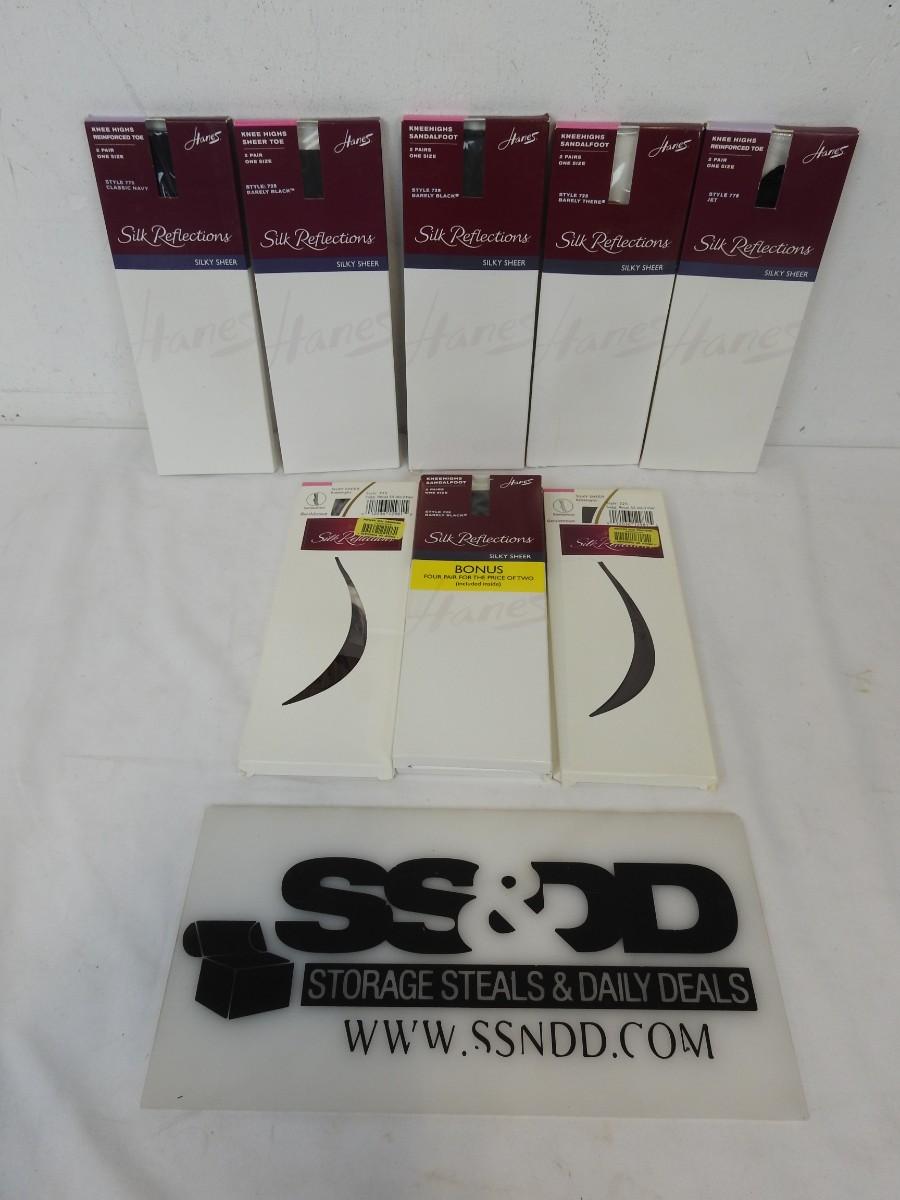 KNEE HIGHS
REINFORCED TOE
2 PAIR
ONE SIZE
STYLE 775
CLASSIC NAVY
Hanes
Silk Reflections
SILKY SHEER
Hanes
KNEE HIGHS
SHEER TOE
2 PAIR
ONE SIZE
STYLE: 725
BARELY BLACK™
Hanes
Silk Reflections
SILKY SHEER
Hanes
KNEEHIGHS
SANDALFOOT
2 PAIRS
ONE SIZE
STYLE 725
BARELY BLACK®
Hanes
Silk Reflections
SILKY SHEER
Hanes
KNEEHIGHS
SANDALFOOT
2 PAIRS
ONE SIZE
STYLE 725
BARELY THERE®
Hanes
Silk Reflections
SILKY SHEER
Hanes
KNEE HIGHS
REINFORCED TOE
2 PAIR
ONE SIZE
STYLE 775
JET
Hanes
Silk Reflections
SILKY SHEER
Hanes
SILKY SHEER
Silk Reflections
KNEEHIGHS
SANDALFOOT
2 PAIRS
ONE SIZE
STYLE 725
BARELY BLACK®
Hanes
Silk Reflections
SILKY SHEER
BONUS
FOUR PAIR FOR THE PRICE OF TWO
(included inside)
Hanes
SILKY SHEER
Silk Reflections
SS&DD
STORAGE STEALS & DAILY DEALS
WWW.SSNDD.COM